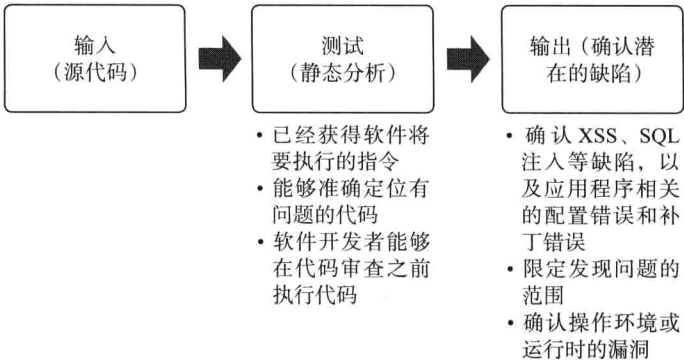 输入
（源代码）
测试
（静态分析）
输出（确认潜
在的缺陷）
• 已经获得软件将
要执行的指令
• 能够准确定位有
问题的代码
• 软件开发者能够
在代码审查之前
执行代码
• 确认 XSS、SQL
注入等缺陷，以
及应用程序相关
的配置错误和补
丁错误
• 限定发现问题的
范围
• 确认操作环境或
运行时的漏洞